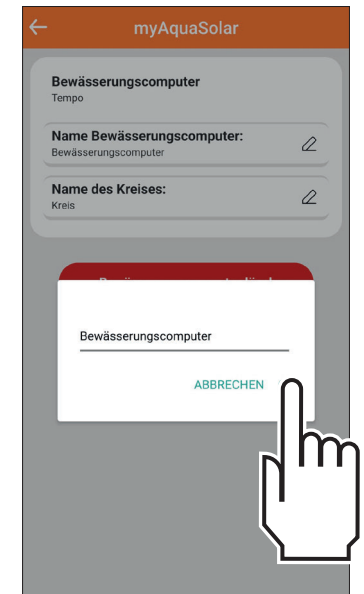 myAquaSolar
Bewässerungscomputer
Tempo
Name Bewässerungscomputer:
Bewässerungscomputer
Name des Kreises:
Kreis
Bewässerungscomputer
ABBRECHEN